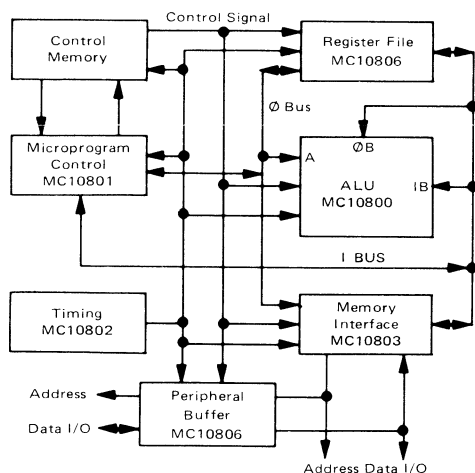 Control Signal
Control
Memory
Register File
MC10806
Ø Bus
Microprogram
Control
MC10801
A
ØB
ALU
MC10800
IB
I BUS
Timing
MC10802
Memory
Interface
MC10803
Address
Data I/O
Peripheral
Buffer
MC10806
Address Data I/O